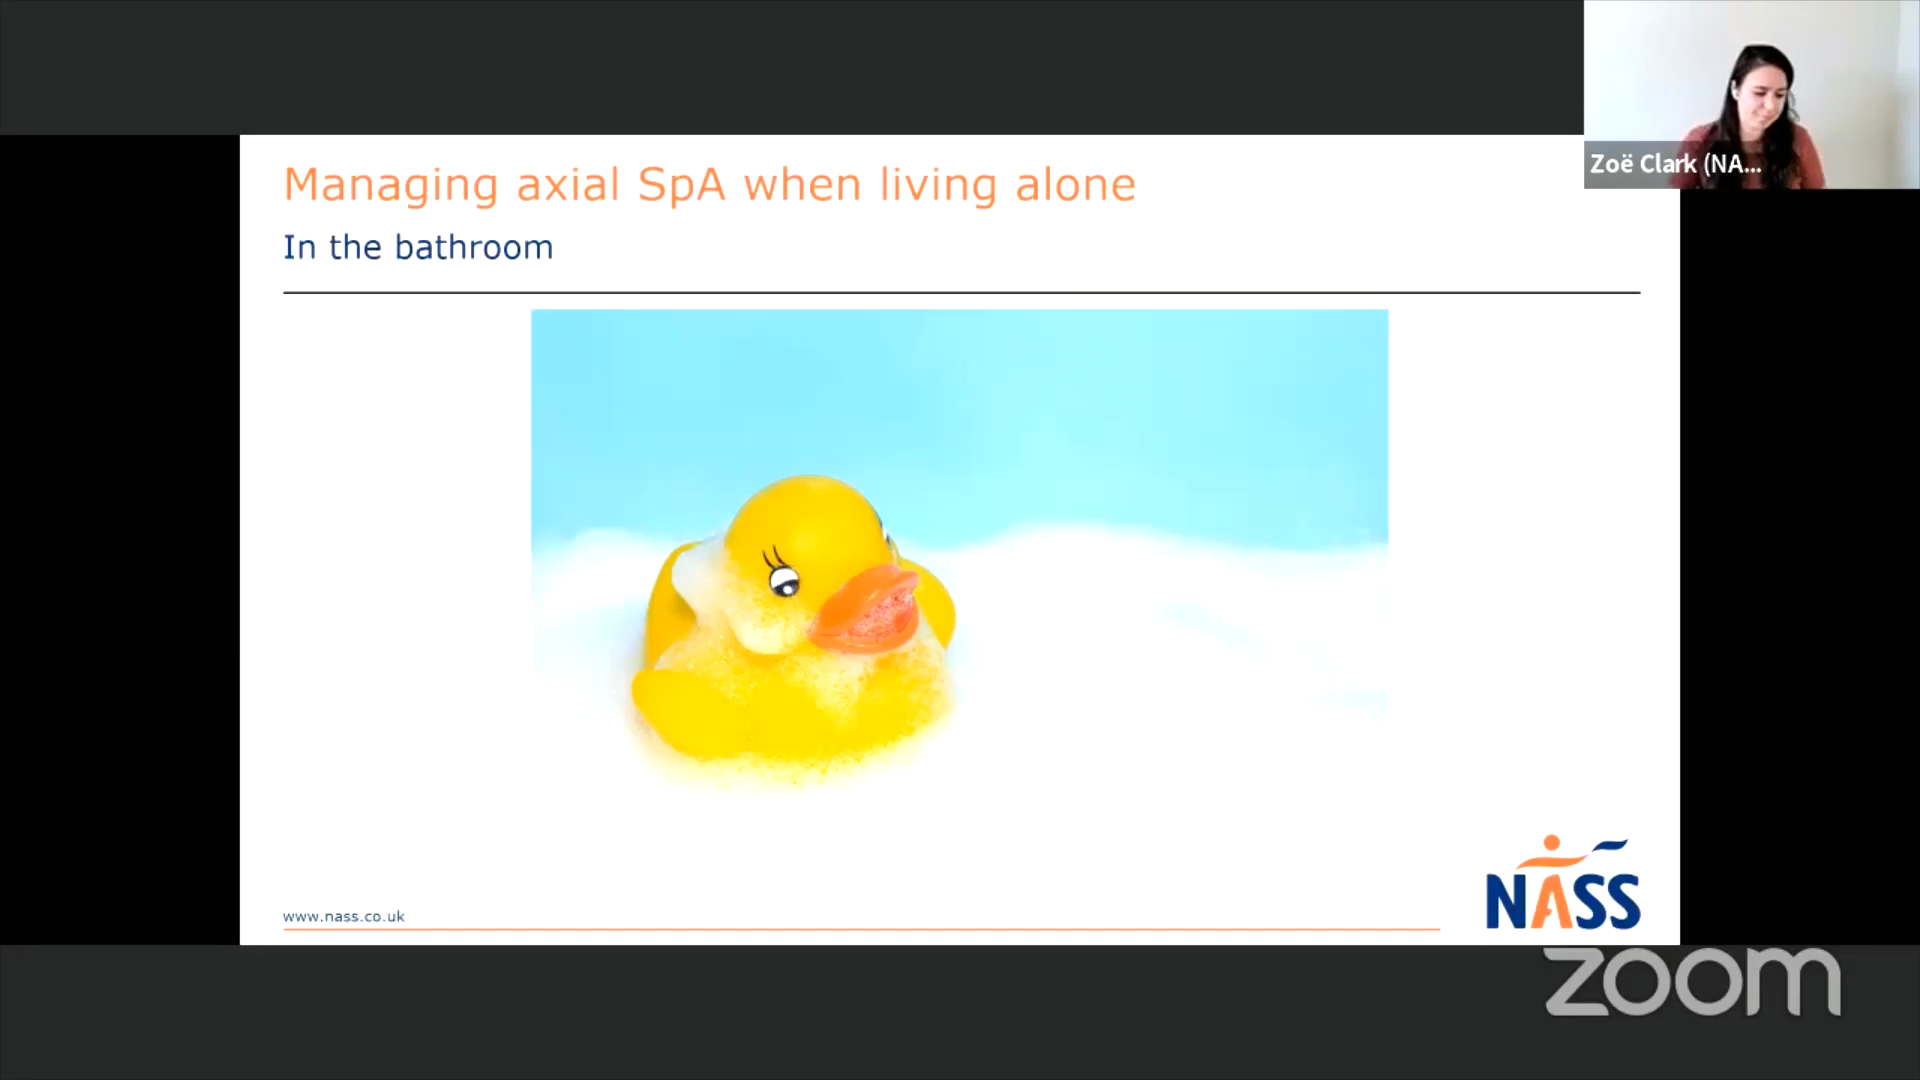 Managing axial SpA when living alone
In the bathroom
Zoë Clark (NA...
www.nass.co.uk
NASS
zoom